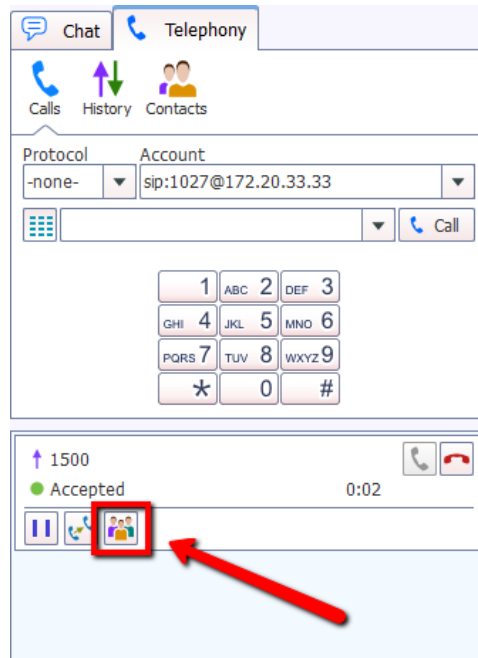 Chat Telephony
Calls History Contacts
Protocol Account
-none- sip:1027@172.20.33.33
Call
1 ABC 2 DEF 3
GHI 4 JKL 5 MNO 6
PQRS 7 TUV 8 WXYZ 9
* 0 #
1500
Accepted 0:02